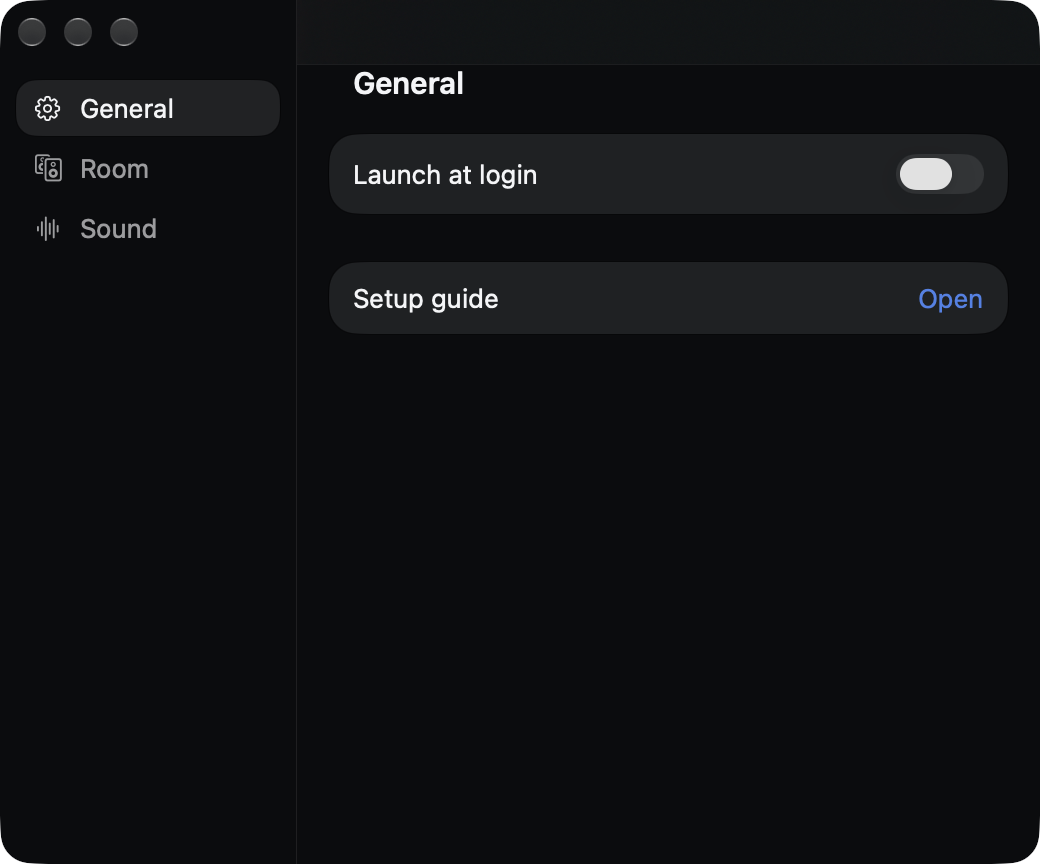 General
Room
Sound
General
Launch at login
Setup guide
Open